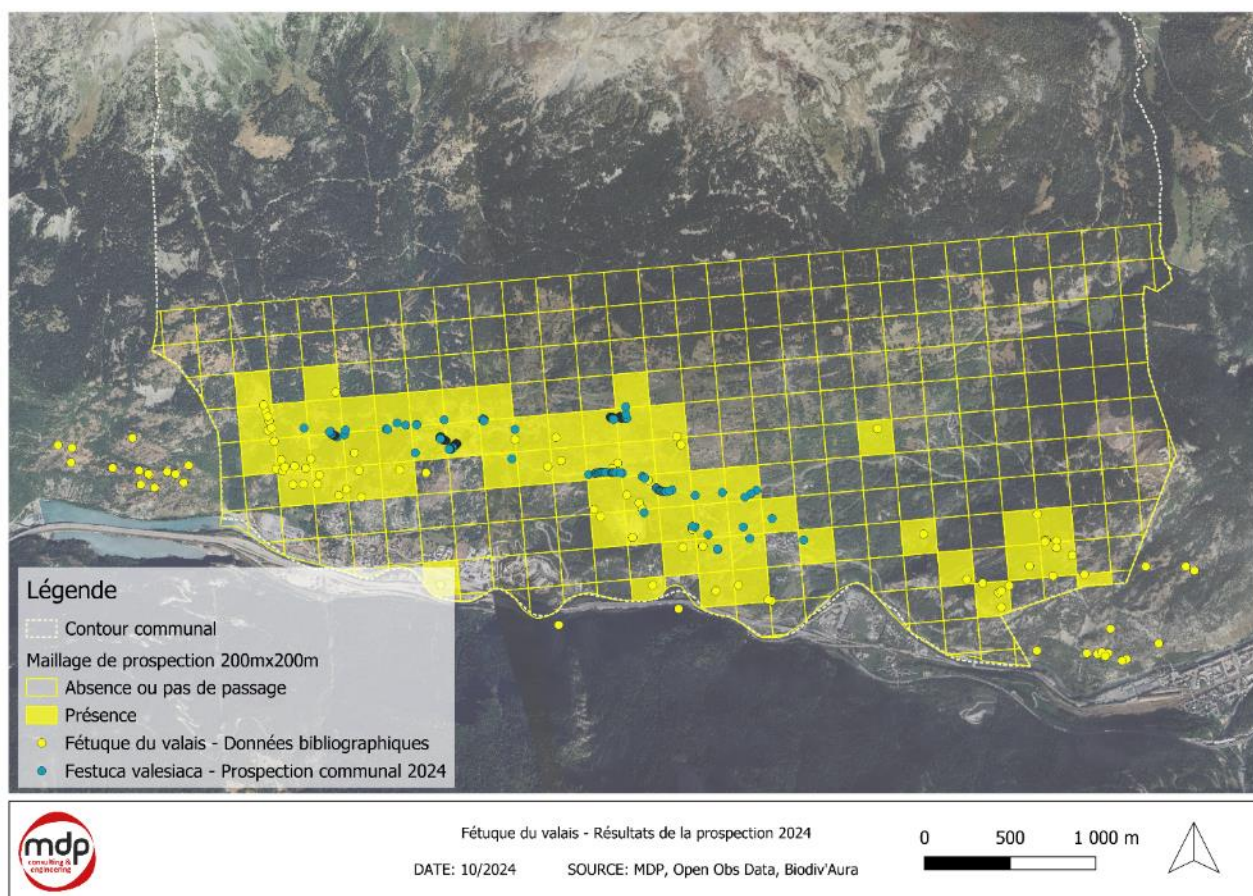 Légende
Contour communal
Maillage de prospection 200mx200m
Absence ou pas de passage
Présence
Fétuque du valais - Données bibliographiques
Festuca valesiaca - Prospection communal 2024
mdp
consulting &
engineering
Fétuque du valais - Résultats de la prospection 2024
DATE: 10/2024 SOURCE: MDP, Open Obs Data, Biodiv'Aura
0 500 1 000 m